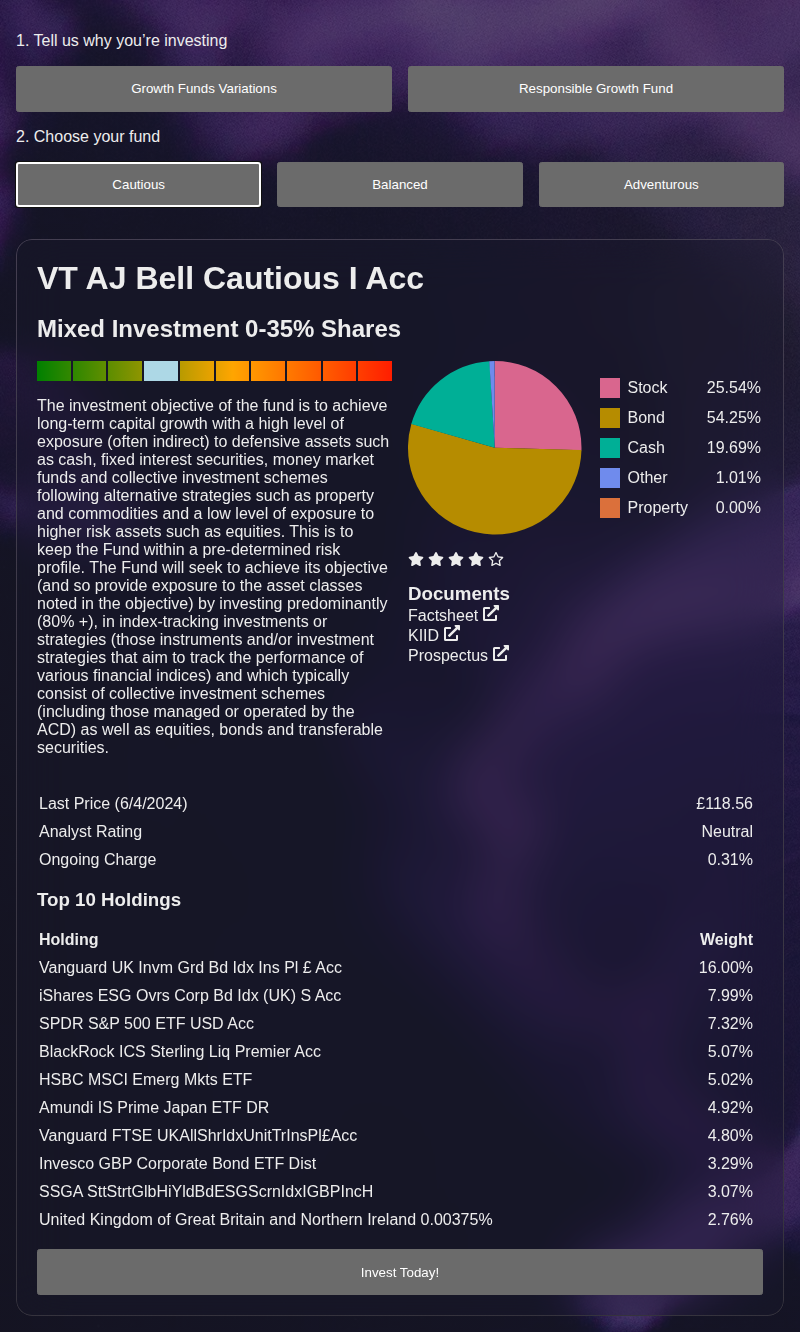 1. Tell us why you’re investing
Growth Funds Variations
Responsible Growth Fund
2. Choose your fund
Cautious
Balanced
Adventurous
VT AJ Bell Cautious I Acc
Mixed Investment 0-35% Shares
The investment objective of the fund is to achieve
long-term capital growth with a high level of
exposure (often indirect) to defensive assets such
as cash, fixed interest securities, money market
funds and collective investment schemes
following alternative strategies such as property
and commodities and a low level of exposure to
higher risk assets such as equities. This is to
keep the Fund within a pre-determined risk
profile. The Fund will seek to achieve its objective
(and so provide exposure to the asset classes
noted in the objective) by investing predominantly
(80% +), in index-tracking investments or
strategies (those instruments and/or investment
strategies that aim to track the performance of
various financial indices) and which typically
consist of collective investment schemes
(including those managed or operated by the
ACD) as well as equities, bonds and transferable
securities.
Stock 25.54%
Bond 54.25%
Cash 19.69%
Other 1.01%
Property 0.00%
Documents
Factsheet
KIID
Prospectus
Last Price (6/4/2024) £118.56
Analyst Rating Neutral
Ongoing Charge 0.31%
Top 10 Holdings
Holding Weight
Vanguard UK Invm Grd Bd Idx Ins Pl £ Acc 16.00%
iShares ESG Ovrs Corp Bd Idx (UK) S Acc 7.99%
SPDR S&P 500 ETF USD Acc 7.32%
BlackRock ICS Sterling Liq Premier Acc 5.07%
HSBC MSCI Emerg Mkts ETF 5.02%
Amundi IS Prime Japan ETF DR 4.92%
Vanguard FTSE UKAllShrIdxUnitTrInsPl£Acc 4.80%
Invesco GBP Corporate Bond ETF Dist 3.29%
SSGA SttStrtGlbHiYldBdESGScrnIdxIGBPIncH 3.07%
United Kingdom of Great Britain and Northern Ireland 0.00375% 2.76%
Invest Today!